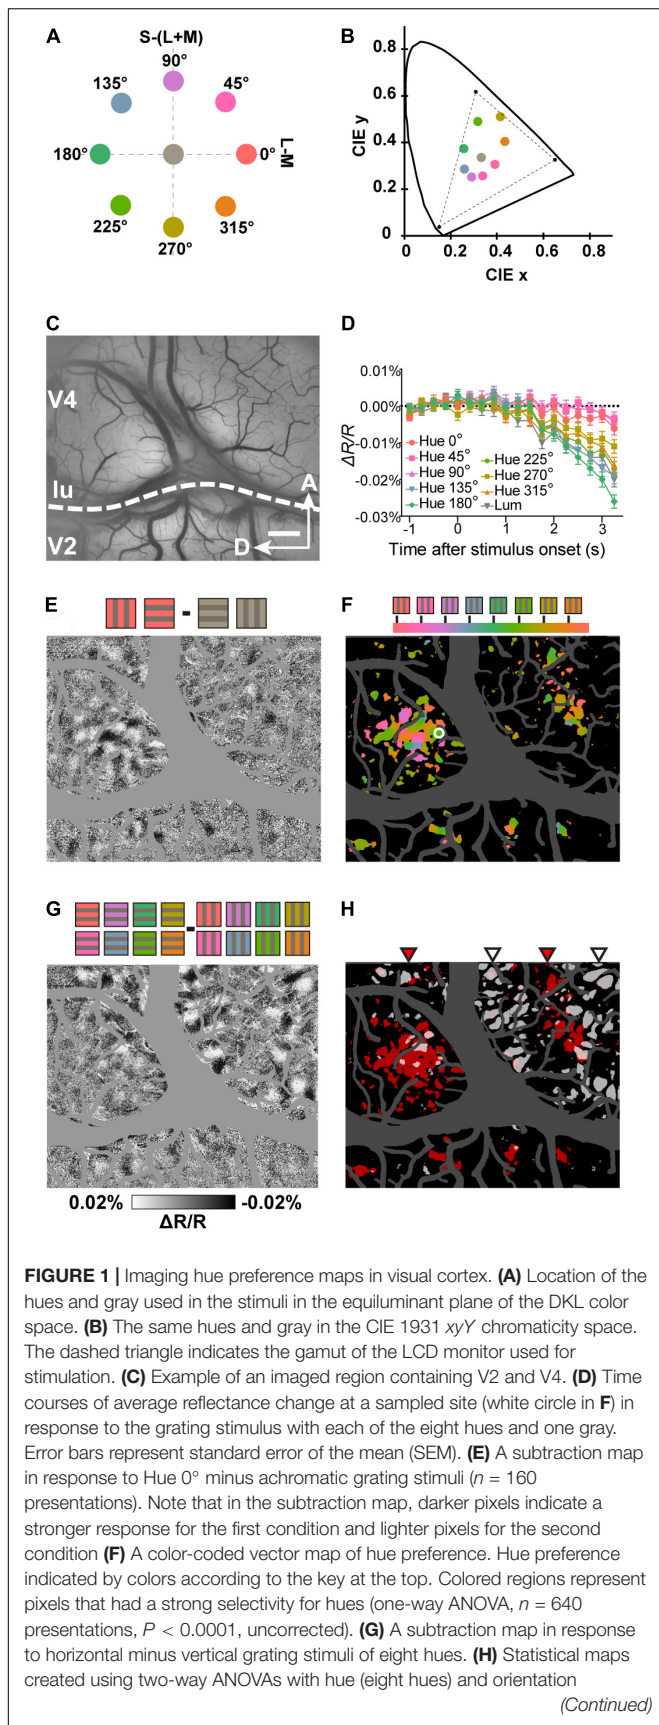 A
S-(L+M)
90°
135°
45°
180°
0°
L-M
225°
315°
270°
B
0.8
0.6
CIE y
0.4
0.2
0
0
0.2
0.4
0.6
0.8
CIE x
C
V4
lu
A
D
V2
D
0.01%
0.00%
-0.01%
-0.02%
-0.03%
ΔR/R
Hue 0°
Hue 45°
Hue 90°
Hue 135°
Hue 180°
Hue 225°
Hue 270°
Hue 315°
Lum
-1
0
1
2
3
Time after stimulus onset (s)
E
-
F
G
-
H
0.02%
-0.02%
ΔR/R
FIGURE 1 | Imaging hue preference maps in visual cortex. (A) Location of the
hues and gray used in the stimuli in the equiluminant plane of the DKL color
space. (B) The same hues and gray in the CIE 1931 xyY chromaticity space.
The dashed triangle indicates the gamut of the LCD monitor used for
stimulation. (C) Example of an imaged region containing V2 and V4. (D) Time
courses of average reflectance change at a sampled site (white circle in F) in
response to the grating stimulus with each of the eight hues and one gray.
Error bars represent standard error of the mean (SEM). (E) A subtraction map
in response to Hue 0° minus achromatic grating stimuli (n = 160
presentations). Note that in the subtraction map, darker pixels indicate a
stronger response for the first condition and lighter pixels for the second
condition (F) A color-coded vector map of hue preference. Hue preference
indicated by colors according to the key at the top. Colored regions represent
pixels that had a strong selectivity for hues (one-way ANOVA, n = 640
presentations, P < 0.0001, uncorrected). (G) A subtraction map in response
to horizontal minus vertical grating stimuli of eight hues. (H) Statistical maps
created using two-way ANOVAs with hue (eight hues) and orientation
(Continued)